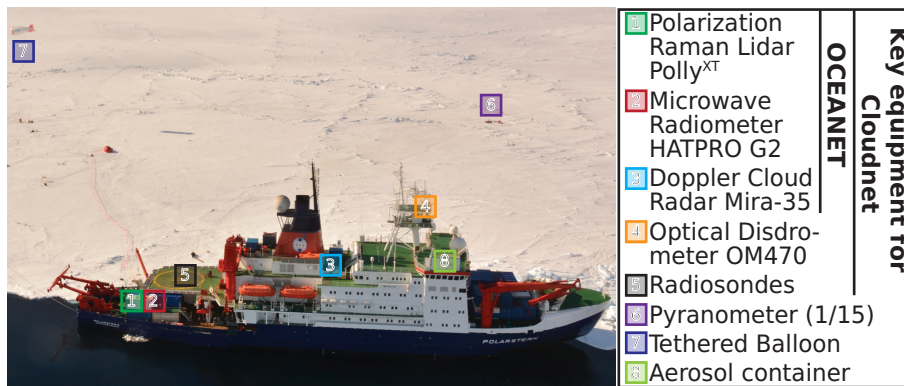 7
6
4
5
3
8
1 2
POLARSTERN
1 Polarization
Raman Lidar
Polly^XT
2 Microwave
Radiometer
HATPRO G2
3 Doppler Cloud
Radar Mira-35
4 Optical Disdro-
meter OM470
5 Radiosondes
6 Pyranometer (1/15)
7 Tethered Balloon
8 Aerosol container
OCEANET
Key equipment for
Cloudnet